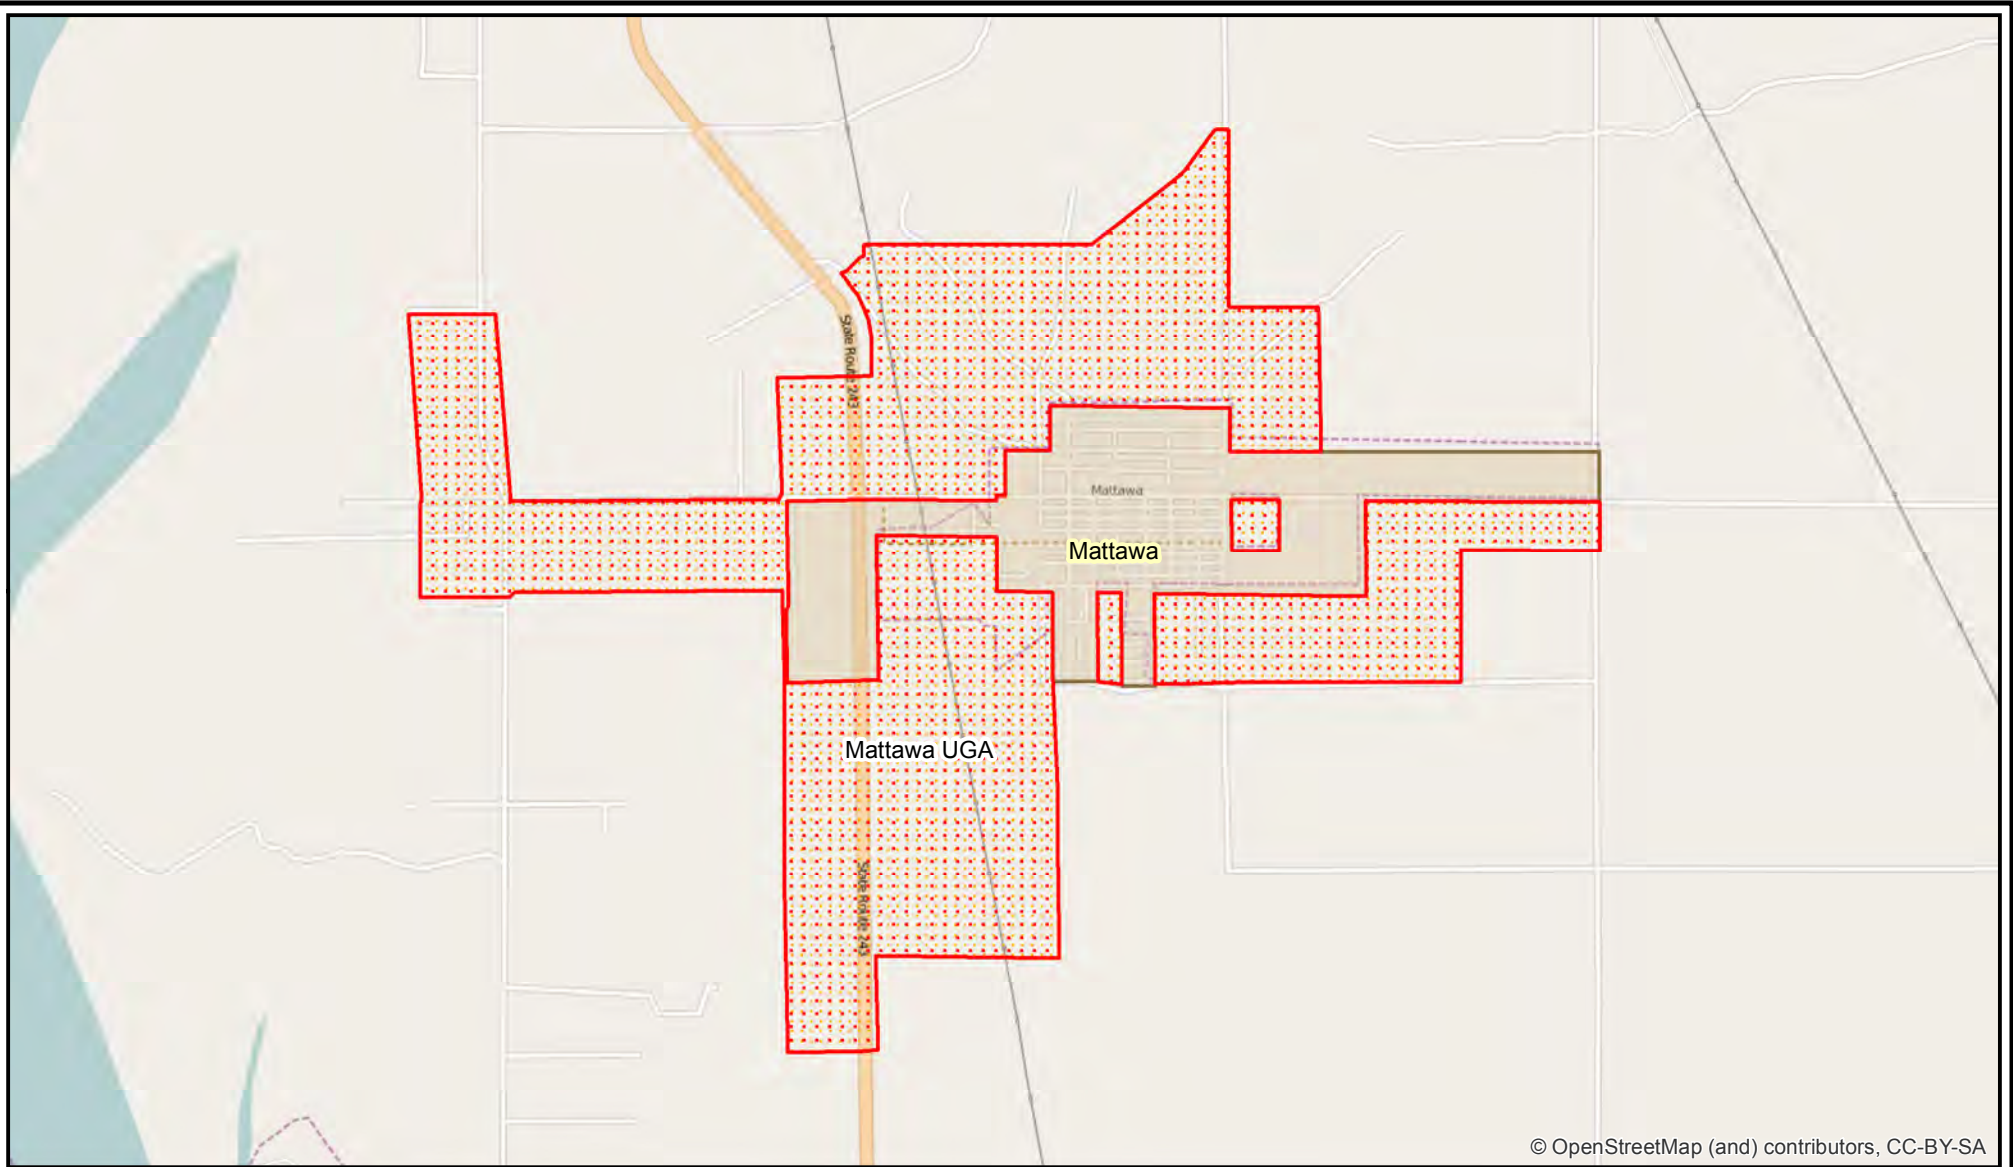 State Route 243
Mattawa
Mattawa
Mattawa UGA
State Route 243
© OpenStreetMap (and) contributors, CC-BY-SA